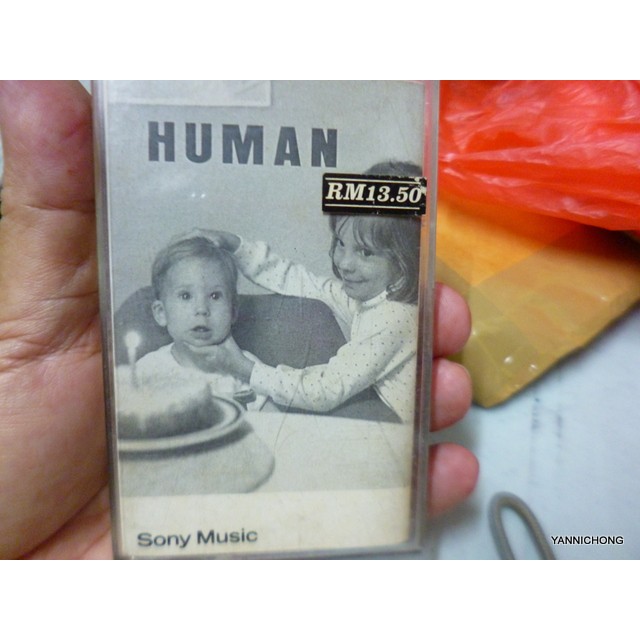 HUMAN
RM13.50
Sony Music
YANNICHONG